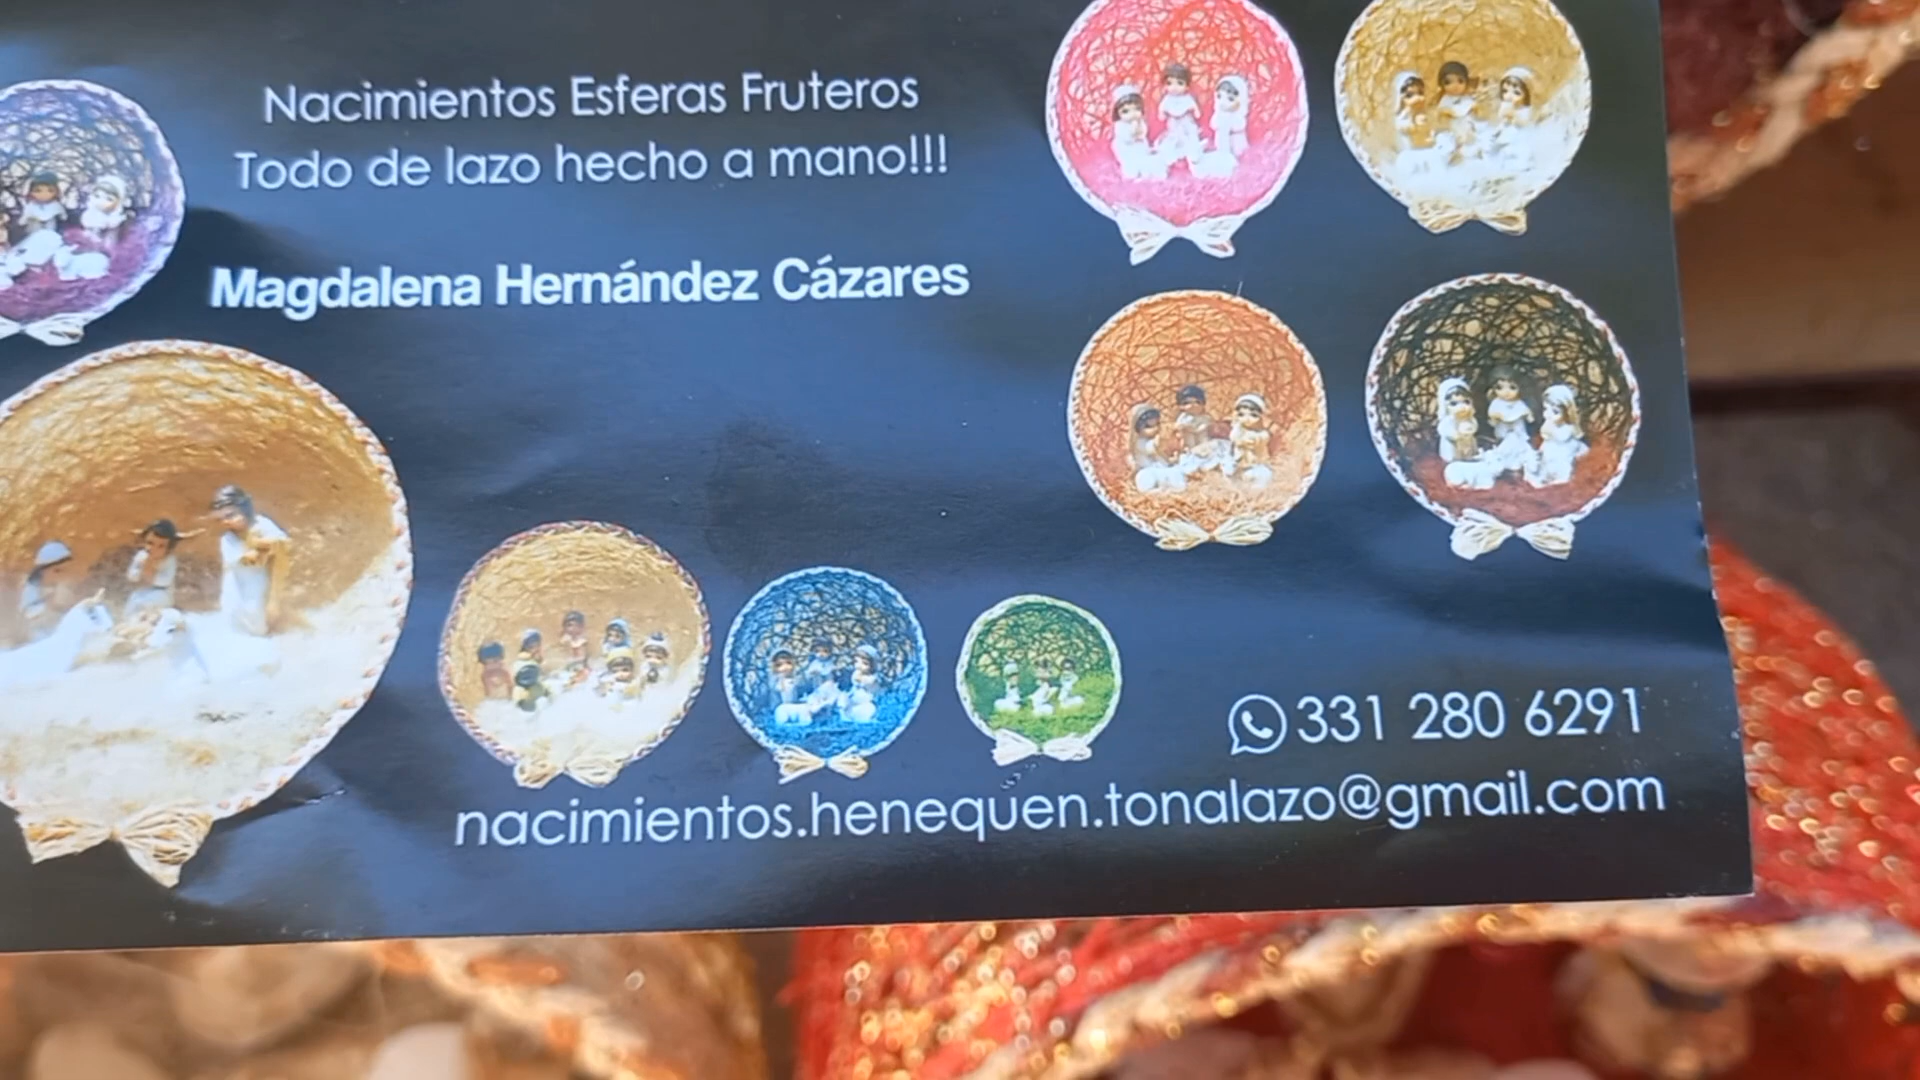 Nacimientos Esferas Fruteros
Todo de lazo hecho a mano!!!
Magdalena Hernández Cázares
331 280 6291
nacimientos.henequen.tonalazo@gmail.com